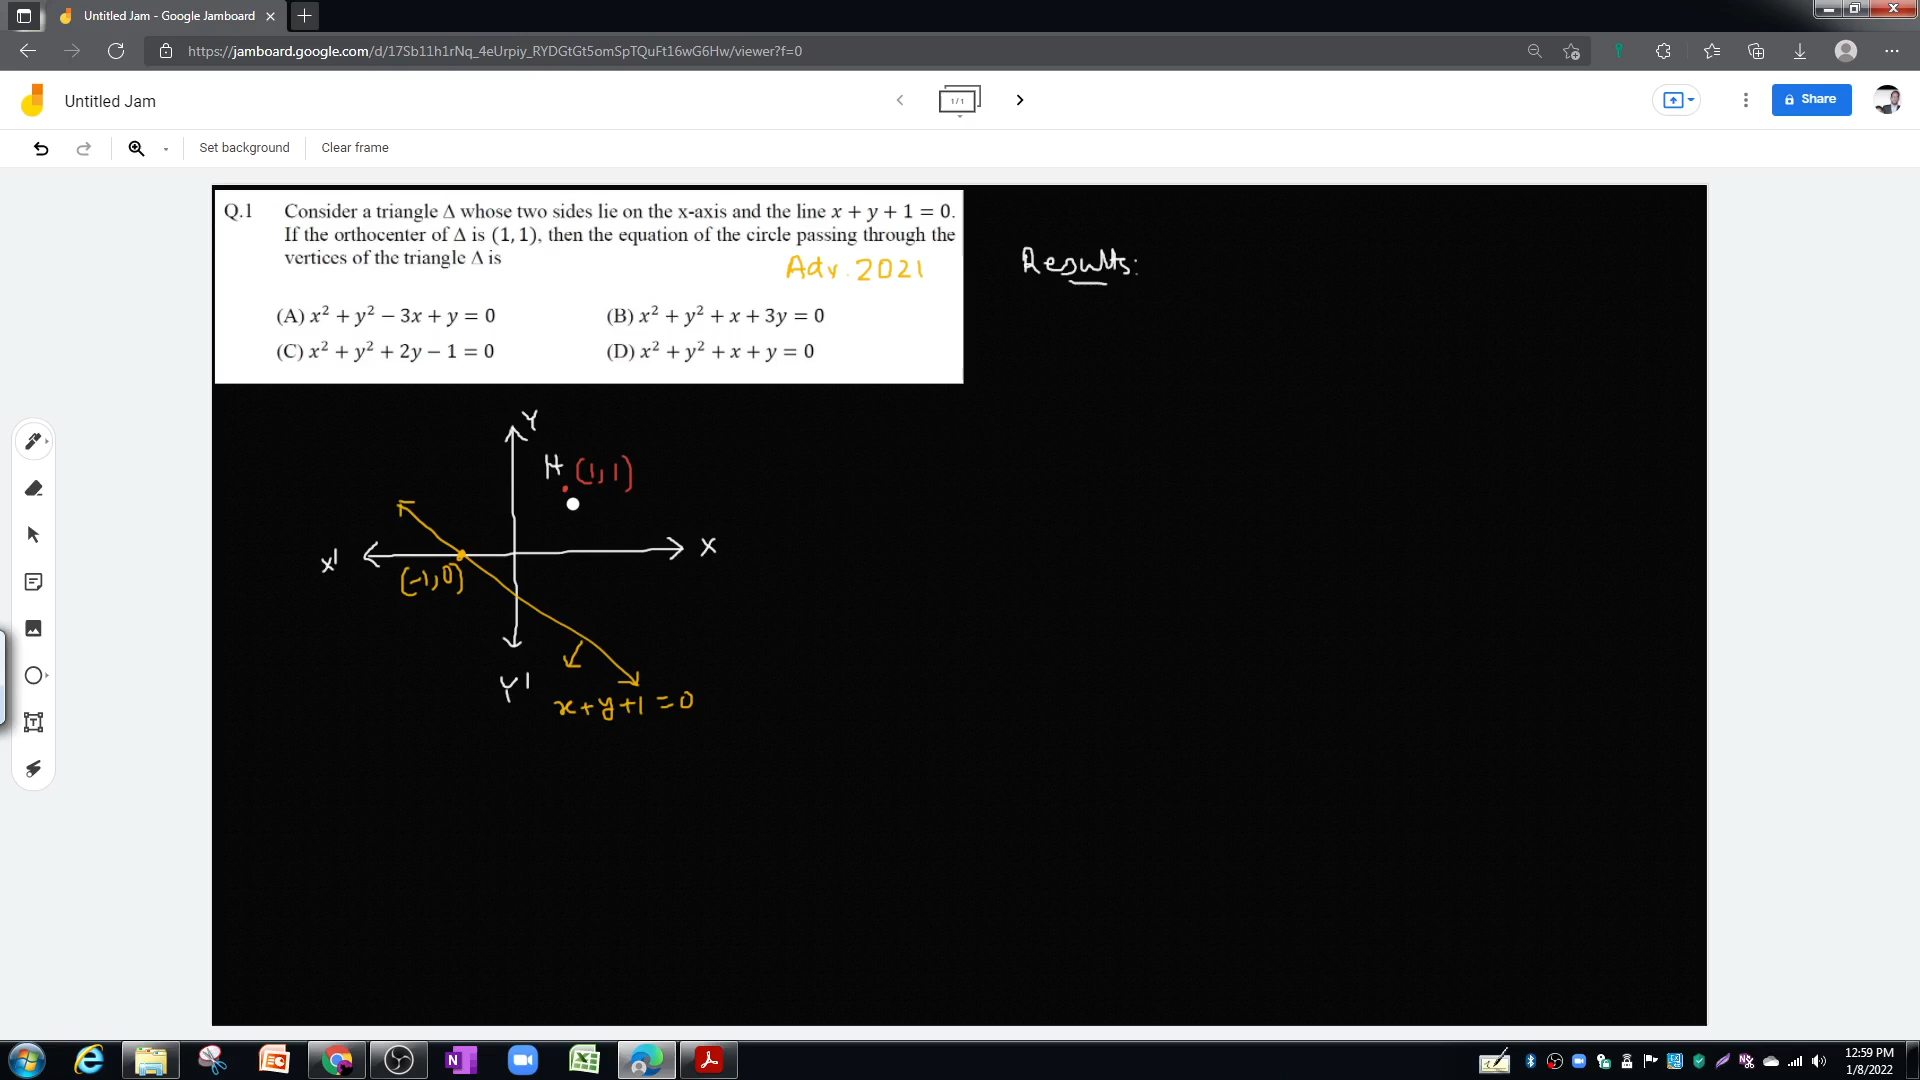 Untitled Jam - Google Jamboard
https://jamboard.google.com/d/17Sb11h1rNq_4eUrpiy_RYDGtGt5omSpTQuFt16wG6Hw/viewer?f=0
Untitled Jam
1/1
Share
Set background
Clear frame
Q.1 Consider a triangle Δ whose two sides lie on the x-axis and the line x + y + 1 = 0.
If the orthocenter of Δ is (1, 1), then the equation of the circle passing through the
vertices of the triangle Δ is
Adv. 2021
(A) x² + y² − 3x + y = 0 (B) x² + y² + x + 3y = 0
(C) x² + y² + 2y − 1 = 0 (D) x² + y² + x + y = 0
Results:
Y
H (1, 1)
X' X
(-1, 0)
Y'
x+y+1=0
12:59 PM
1/8/2022